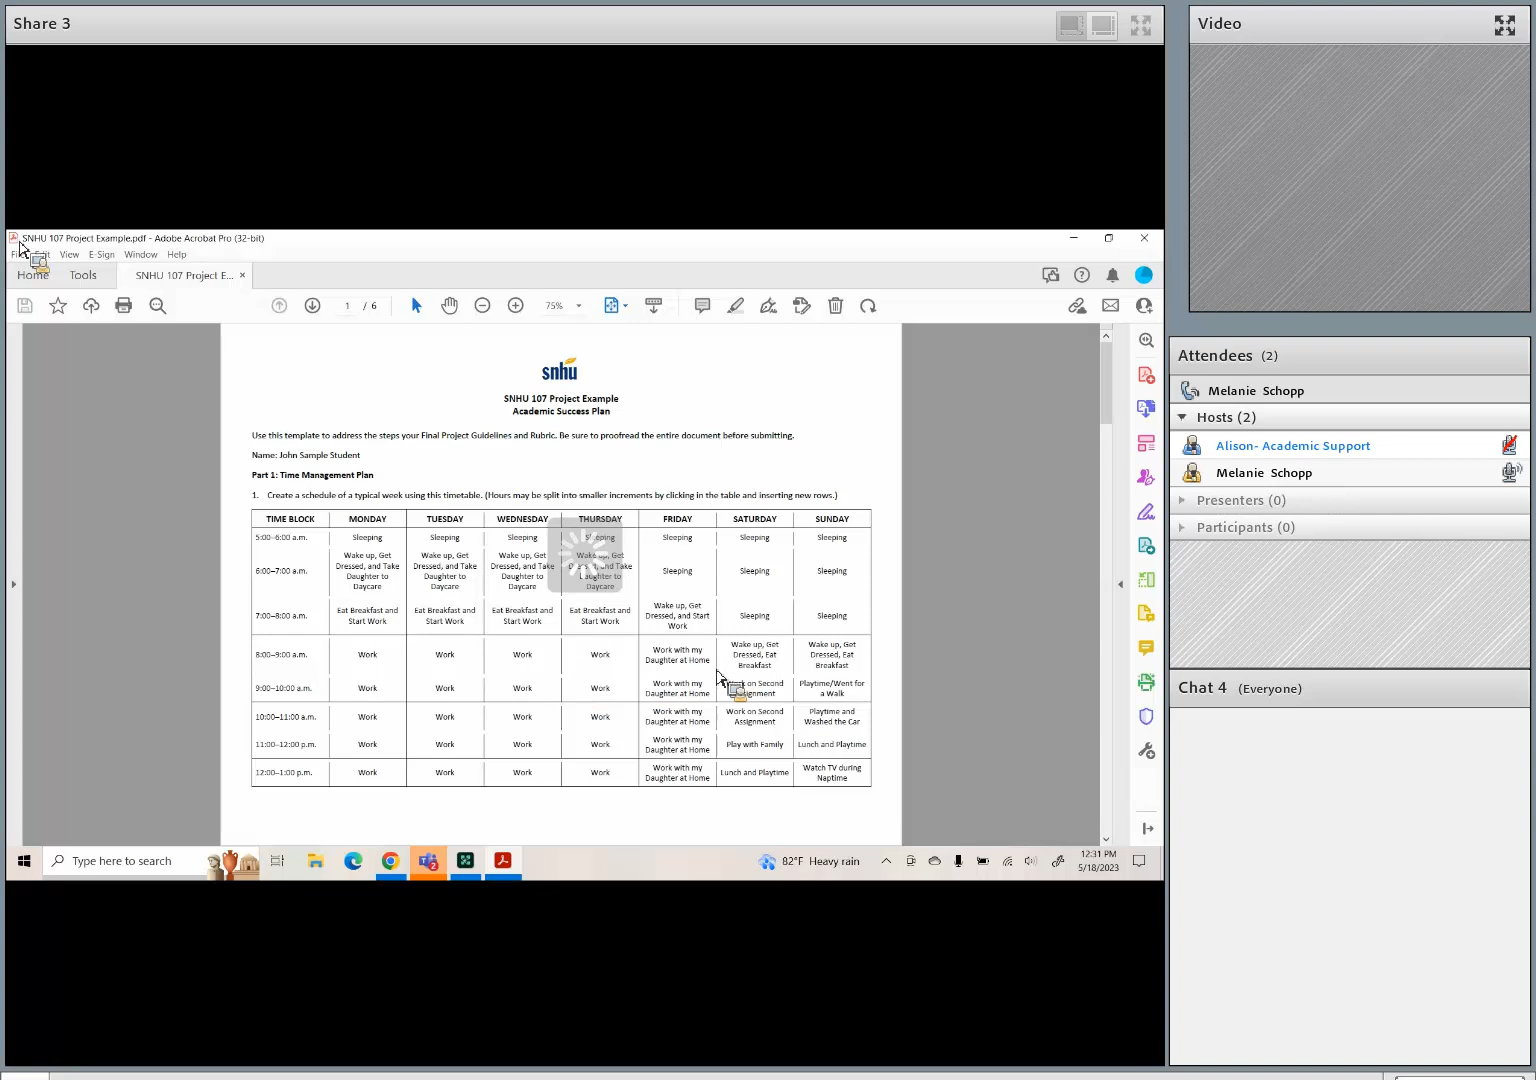 Share 3
SNHU 107 Project Example.pdf - Adobe Acrobat Pro (32-bit)
View E-Sign Window Help
Home Tools SNHU 107 Project E... ×
1 / 6 75%
snhu
SNHU 107 Project Example
Academic Success Plan
Use this template to address the steps your Final Project Guidelines and Rubric. Be sure to proofread the entire document before submitting.
Name: John Sample Student
Part 1: Time Management Plan
1. Create a schedule of a typical week using this timetable. (Hours may be split into smaller increments by clicking in the table and inserting new rows.)
TIME BLOCK MONDAY TUESDAY WEDNESDAY THURSDAY FRIDAY SATURDAY SUNDAY
5:00–6:00 a.m. Sleeping Sleeping Sleeping Sleeping Sleeping Sleeping Sleeping
Wake up, Get Wake up, Get Wake up, Get Wake up, Get
Dressed, and Take Dressed, and Take Dressed, and Take Dressed, and Take
6:00–7:00 a.m. Sleeping Sleeping Sleeping
Daughter to Daughter to Daughter to Daughter to
Daycare Daycare Daycare Daycare
Wake up, Get
7:00–8:00 a.m. Eat Breakfast and Eat Breakfast and Eat Breakfast and Eat Breakfast and Dressed, and Start Sleeping Sleeping
Start Work Start Work Start Work Start Work Work
Wake up, Get Wake up, Get
8:00–9:00 a.m. Work Work Work Work Work with my Dressed, Eat Dressed, Eat
Daughter at Home Breakfast Breakfast
9:00–10:00 a.m. Work Work Work Work Work with my on Second Playtime/Went for
Daughter at Home a Walk
10:00–11:00 a.m. Work Work Work Work Work with my Work on Second Playtime and
Daughter at Home Assignment Washed the Car
11:00–12:00 p.m. Work Work Work Work Work with my Play with Family Lunch and Playtime
Daughter at Home
12:00–1:00 p.m. Work Work Work Work Work with my Lunch and Playtime Watch TV during
Daughter at Home Naptime
Type here to search
82°F Heavy rain
12:31 PM
5/18/2023
Video
Attendees (2)
Melanie Schopp
Hosts (2)
Alison- Academic Support
Melanie Schopp
Presenters (0)
Participants (0)
Chat 4 (Everyone)